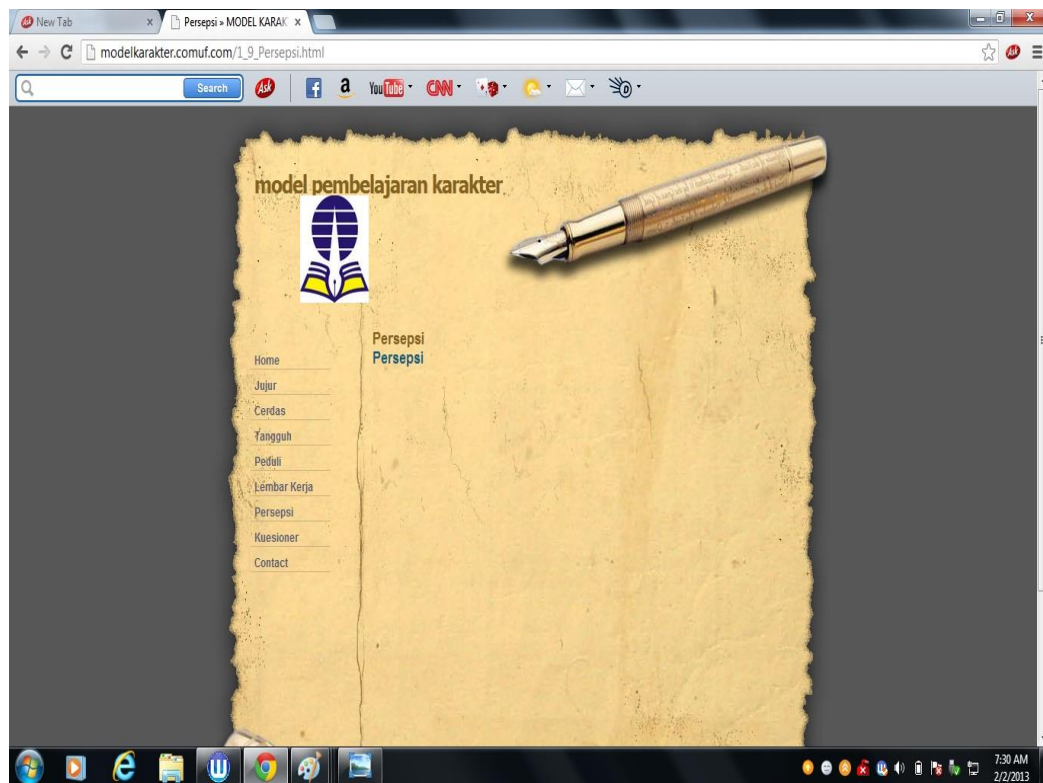 New Tab
Persepsi » MODEL KARAK
modelkarakter.comuf.com/1_9_Persepsi.html
Search
Ask
a
YouTube
CNN
model pembelajaran karakter
Persepsi
Persepsi
Home
Jujur
Cerdas
Tangguh
Peduli
Lembar Kerja
Persepsi
Kuesioner
Contact
7:30 AM
2/2/2013